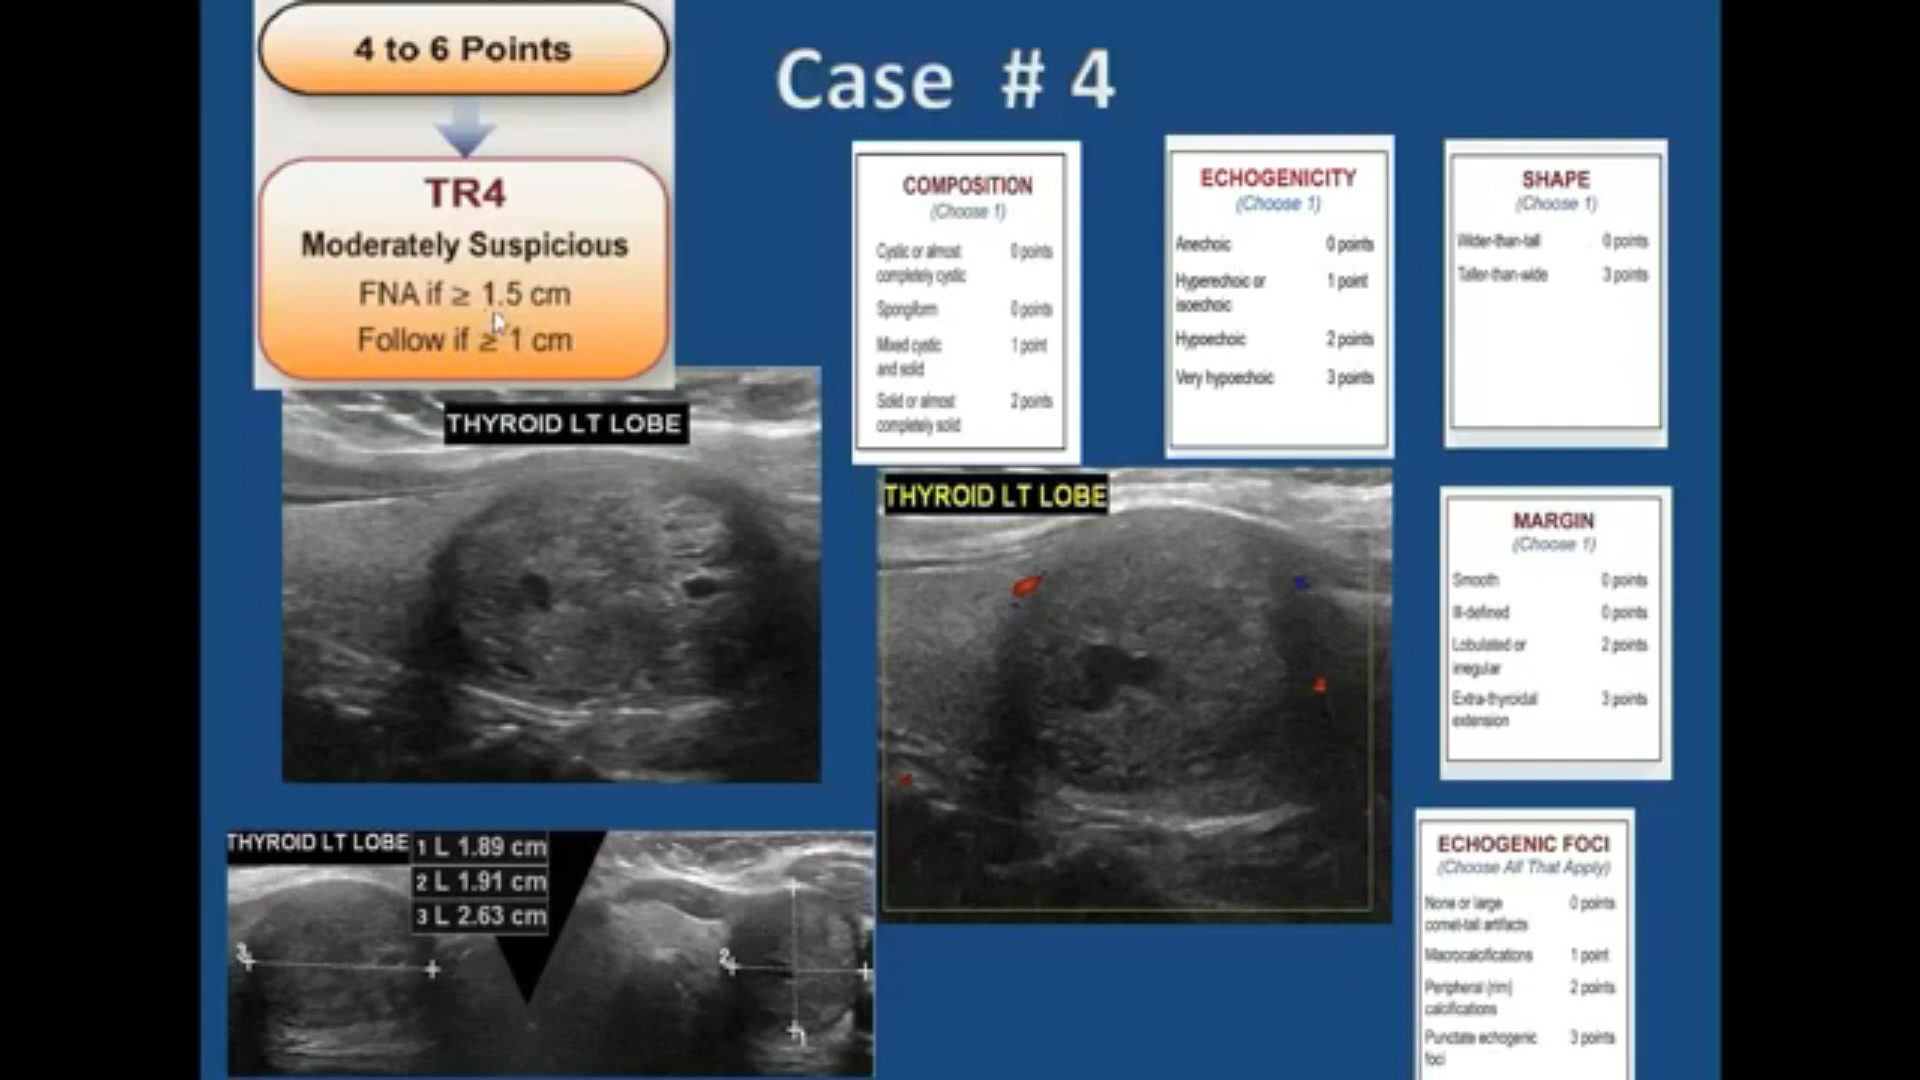 4 to 6 Points
TR4
Moderately Suspicious
FNA if ≥ 1.5 cm
Follow if ≥ 1 cm
Case # 4
COMPOSITION
(Choose 1)
Cystic or almost 0 points
completely cystic
Spongiform 0 points
Mixed cystic 1 point
and solid
Solid or almost 2 points
completely solid
ECHOGENICITY
(Choose 1)
Anechoic 0 points
Hyperechoic or 1 point
isoechoic
Hypoechoic 2 points
Very hypoechoic 3 points
SHAPE
(Choose 1)
Wider-than-tall 0 points
Taller-than-wide 3 points
THYROID LT LOBE
THYROID LT LOBE
MARGIN
(Choose 1)
Smooth 0 points
Ill-defined 0 points
Lobulated or 2 points
irregular
Extra-thyroidal 3 points
extension
THYROID LT LOBE
1 L 1.89 cm
2 L 1.91 cm
3 L 2.63 cm
3
2
1
ECHOGENIC FOCI
(Choose All That Apply)
None or large 0 points
comet-tail artifacts
Macrocalcifications 1 point
Peripheral (rim) 2 points
calcifications
Punctate echogenic 3 points
foci